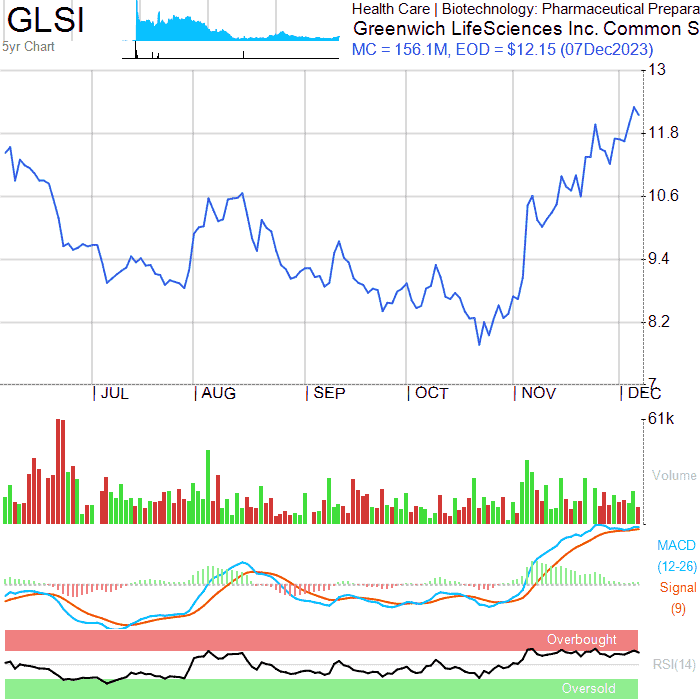 GLSI
5yr Chart
Health Care | Biotechnology: Pharmaceutical Prepara
Greenwich LifeSciences Inc. Common S
MC = 156.1M, EOD = $12.15 (07Dec2023)
13
11.8
10.6
9.4
8.2
7
JUL AUG SEP OCT NOV DEC
61k
Volume
MACD
(12-26)
Signal
(9)
Overbought
RSI(14)
Oversold